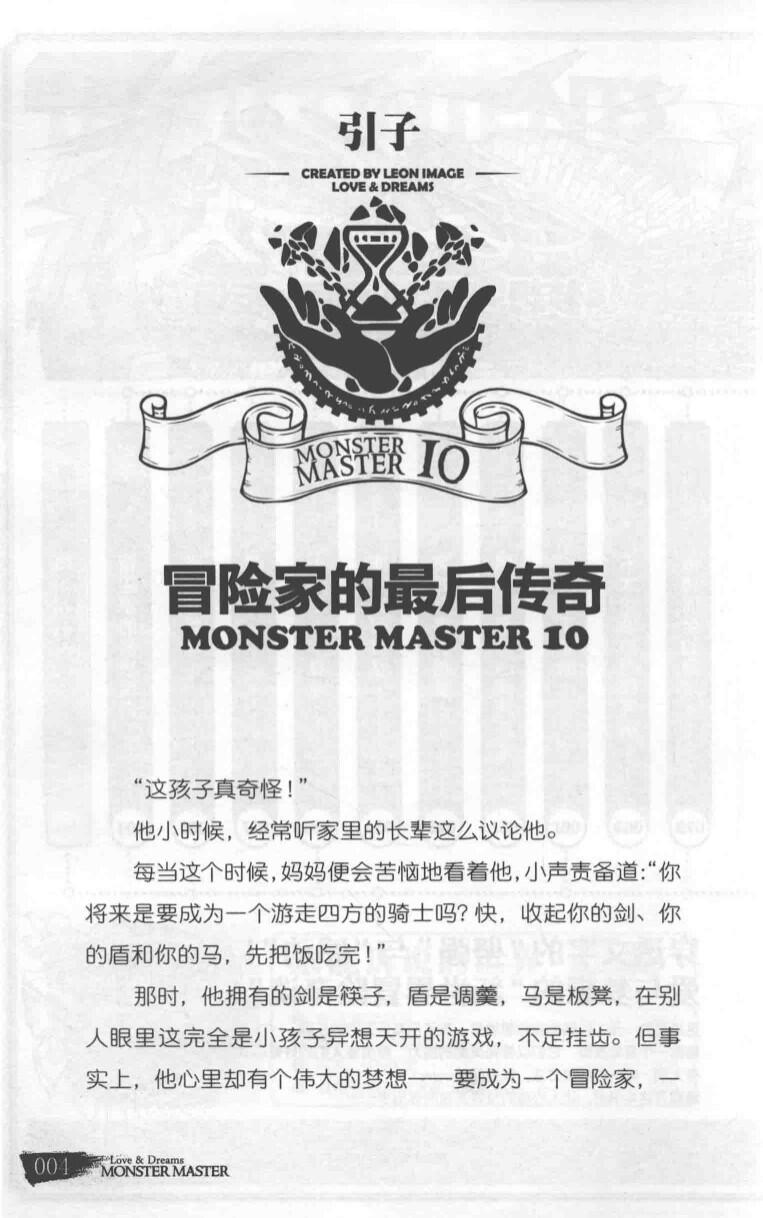 引子
CREATED BY LEON IMAGE
LOVE & DREAMS
MONSTER
MASTER 10
冒险家的最后传奇
MONSTER MASTER 10
“这孩子真奇怪！”
他小时候，经常听家里的长辈这么议论他。
每当这个时候，妈妈便会苦恼地看着他，小声责备道：“你
将来是要成为一个游走四方的骑士吗？快，收起你的剑、你
的盾和你的马，先把饭吃完！”
那时，他拥有的剑是筷子，盾是调羹，马是板凳，在别
人眼里这完全是小孩子异想天开的游戏，不足挂齿。但事
实上，他心里却有个伟大的梦想——要成为一个冒险家，一
004
Love & Dreams
MONSTER MASTER